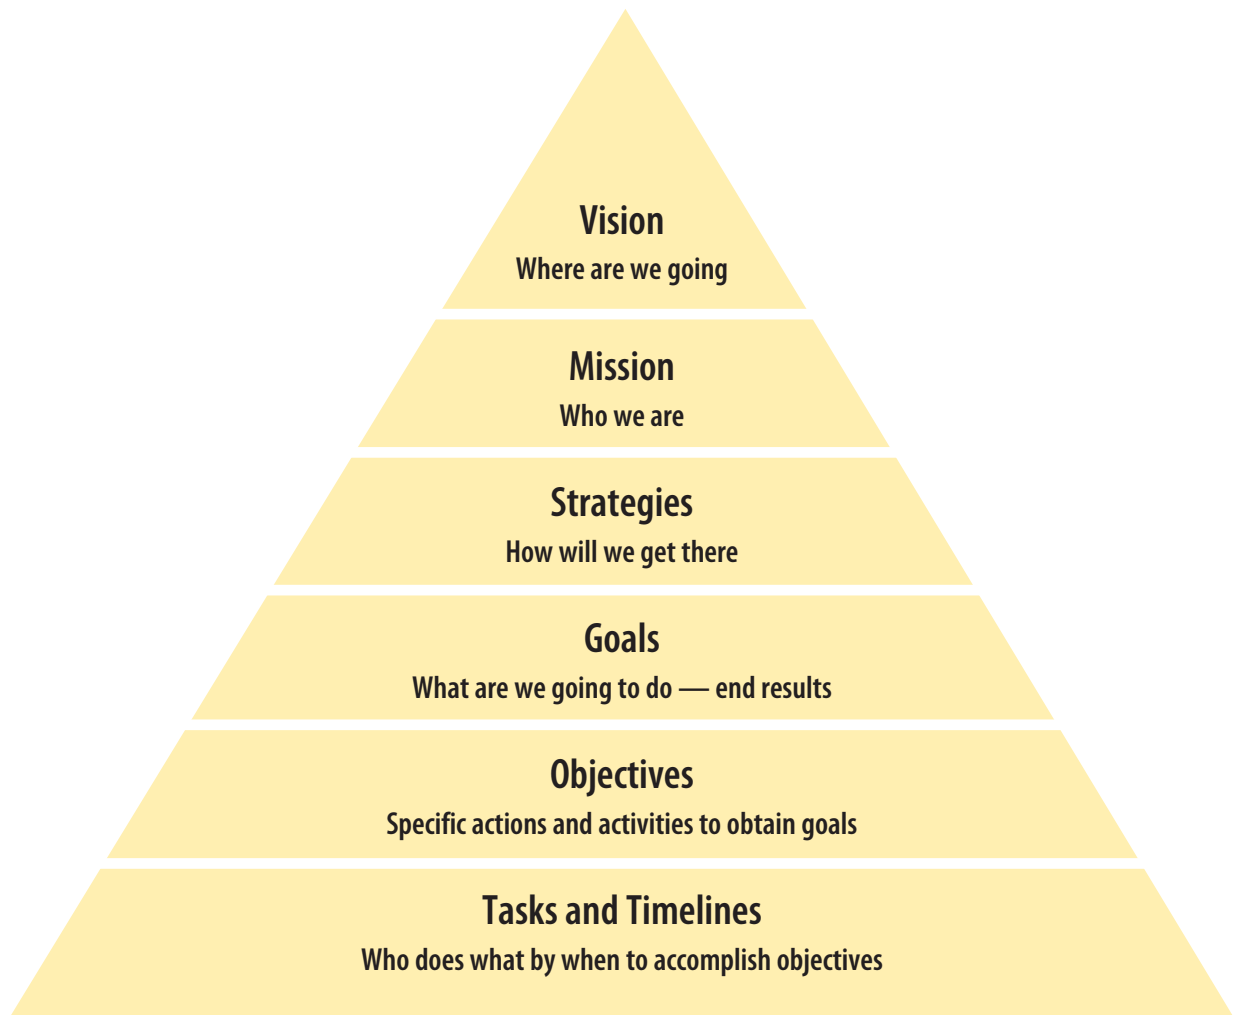 Vision
Where are we going
Mission
Who we are
Strategies
How will we get there
Goals
What are we going to do — end results
Objectives
Specific actions and activities to obtain goals
Tasks and Timelines
Who does what by when to accomplish objectives